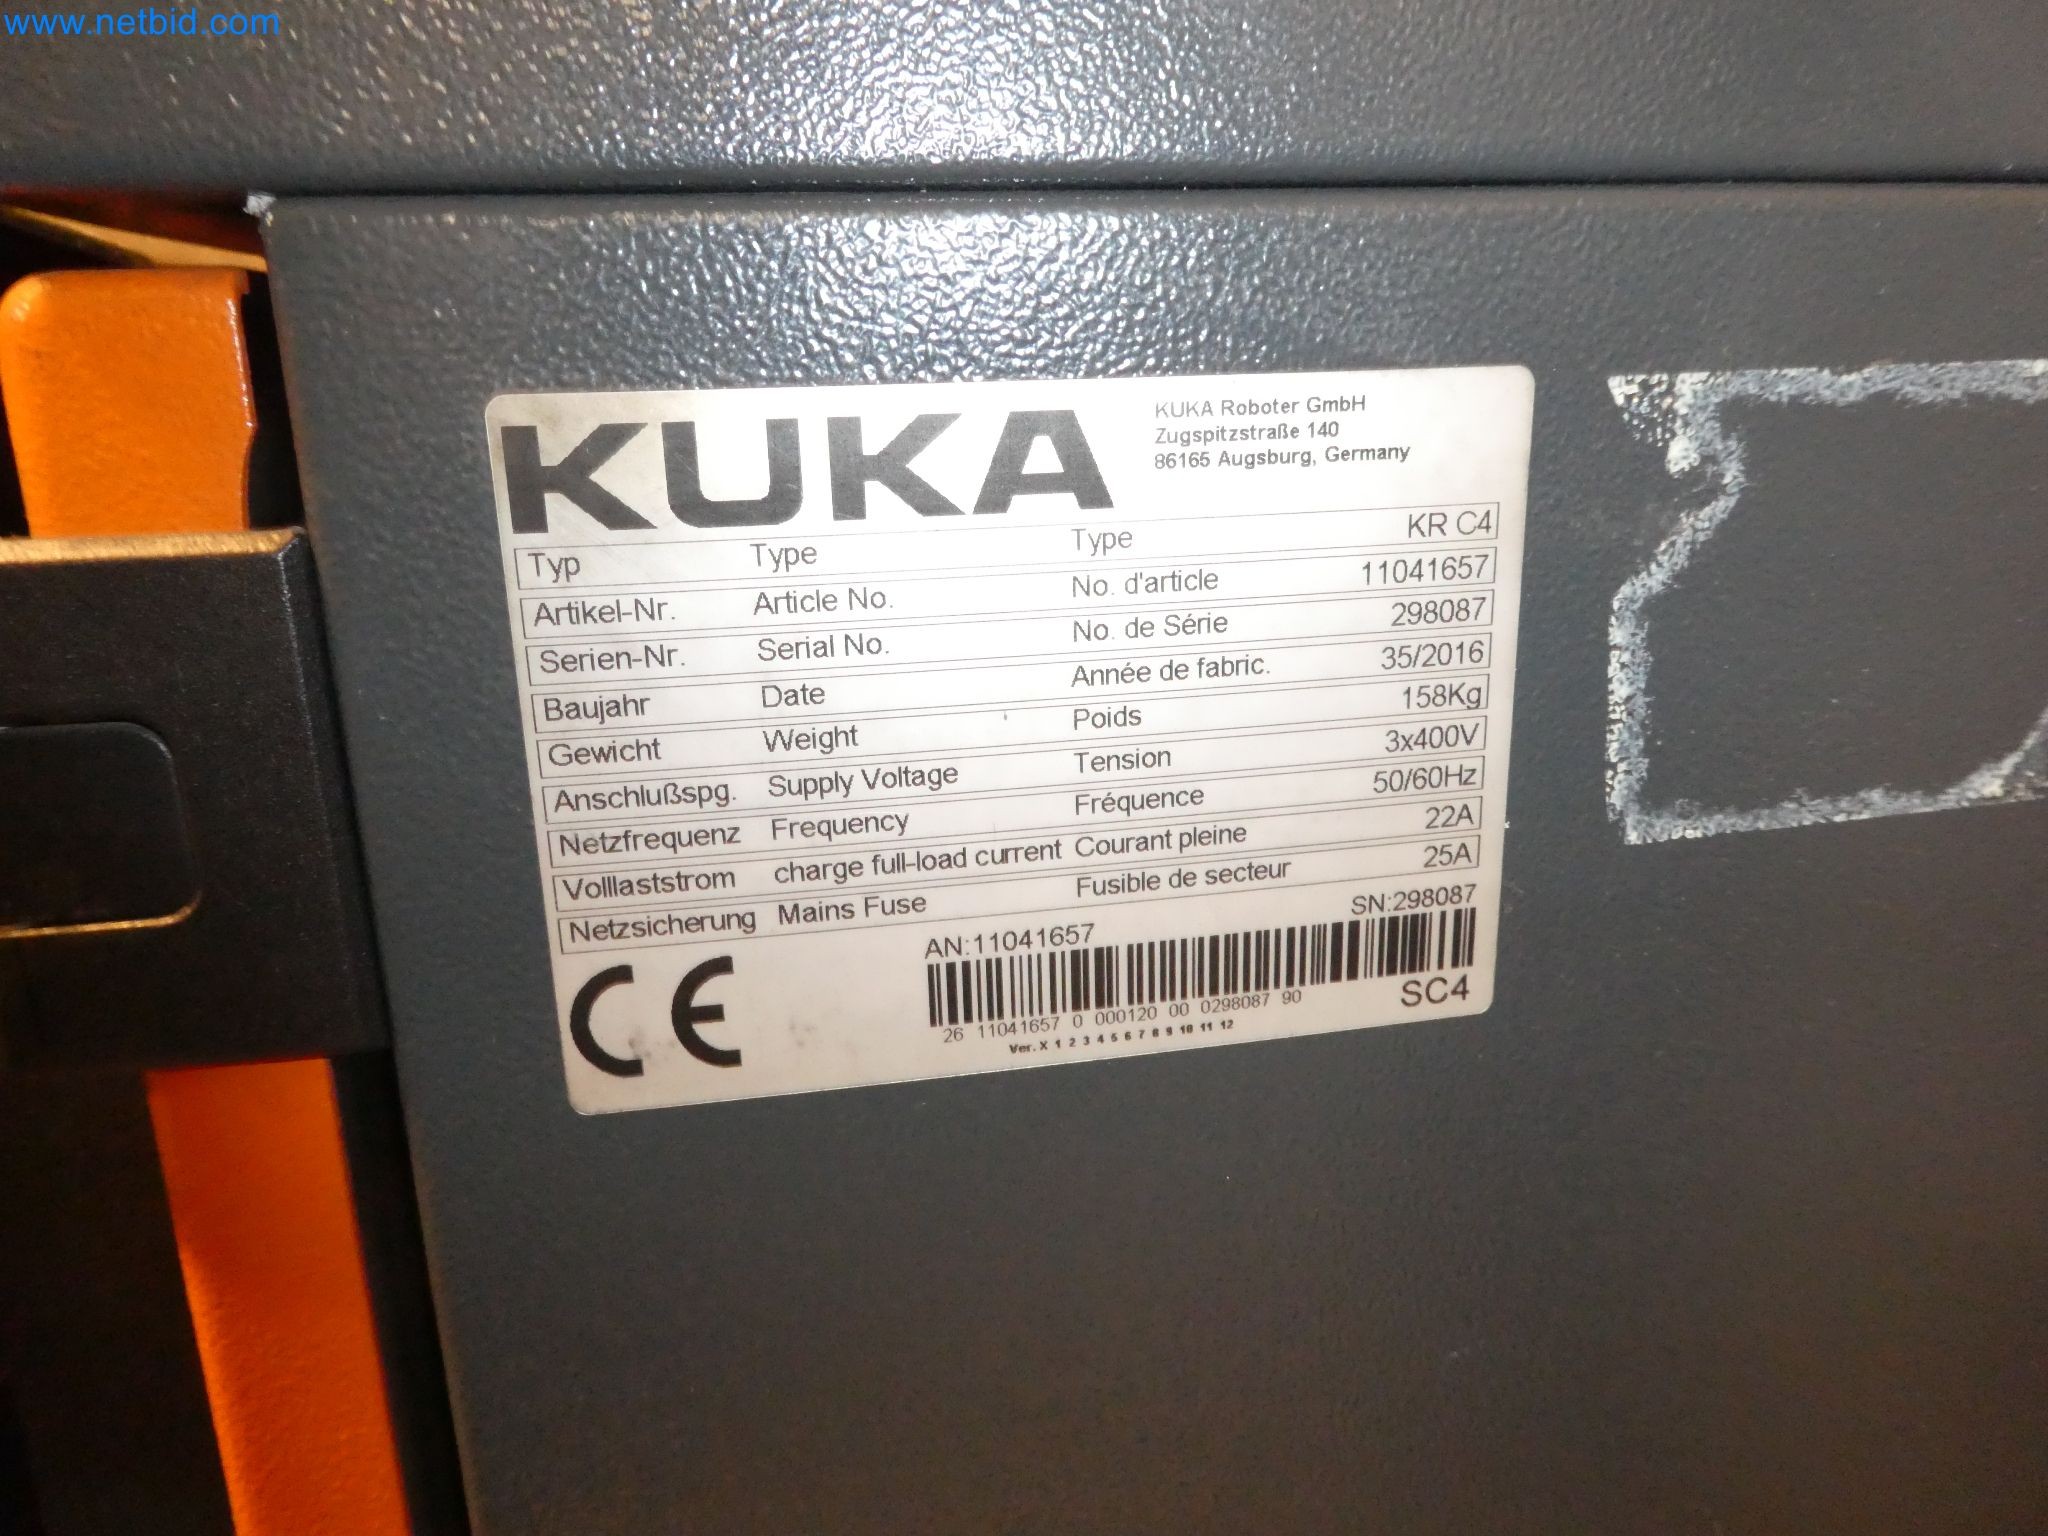 www.netbid.com
KUKA
KUKA Roboter GmbH
Zugspitzstraße 140
86165 Augsburg, Germany
Typ Type Type KR C4
Artikel-Nr. Article No. No. d'article 11041657
Serien-Nr. Serial No. No. de Série 298087
Baujahr Date Année de fabric. 35/2016
Gewicht Weight Poids 158Kg
Anschlußspg. Supply Voltage Tension 3x400V
Netzfrequenz Frequency Fréquence 50/60Hz
Volllaststrom charge full-load current Courant pleine 22A
Netzsicherung Mains Fuse Fusible de secteur 25A
AN:11041657 SN:298087
CE
26 11041657 0 000120 00 0298087 90 SC4
Ver. X 1 2 3 4 5 6 7 8 9 10 11 12